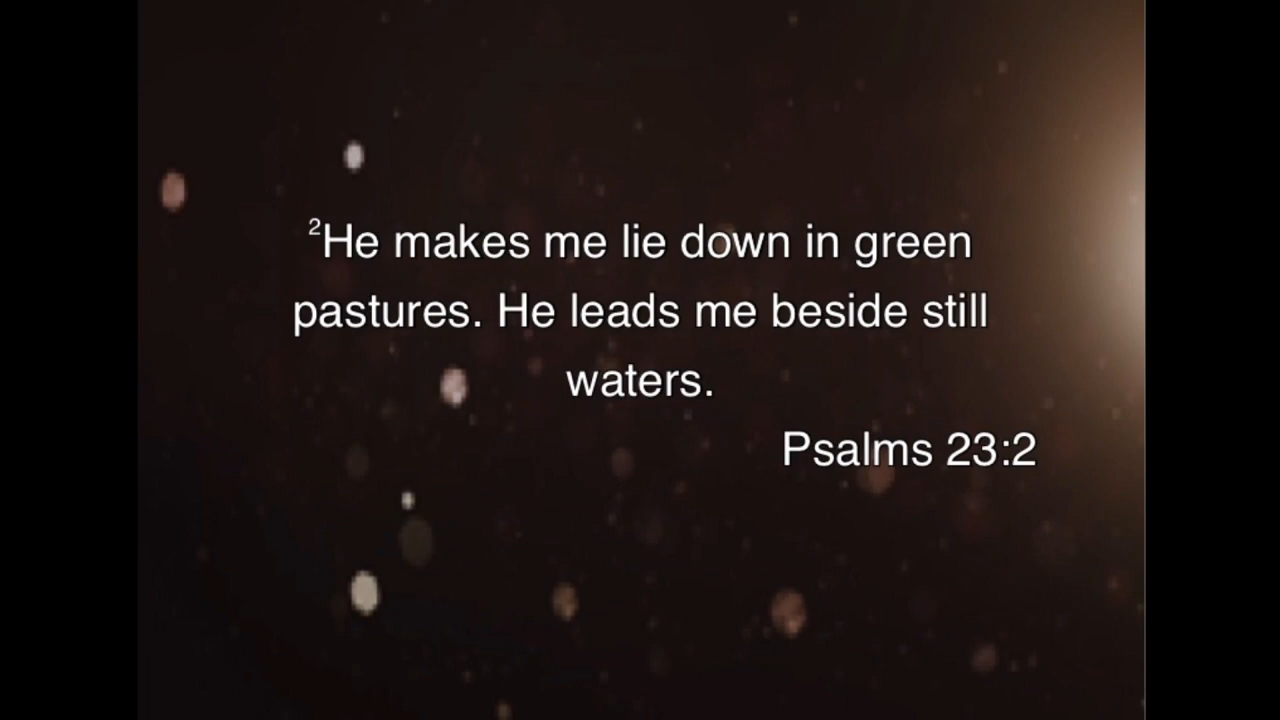 ²He makes me lie down in green
pastures. He leads me beside still
waters.
Psalms 23:2